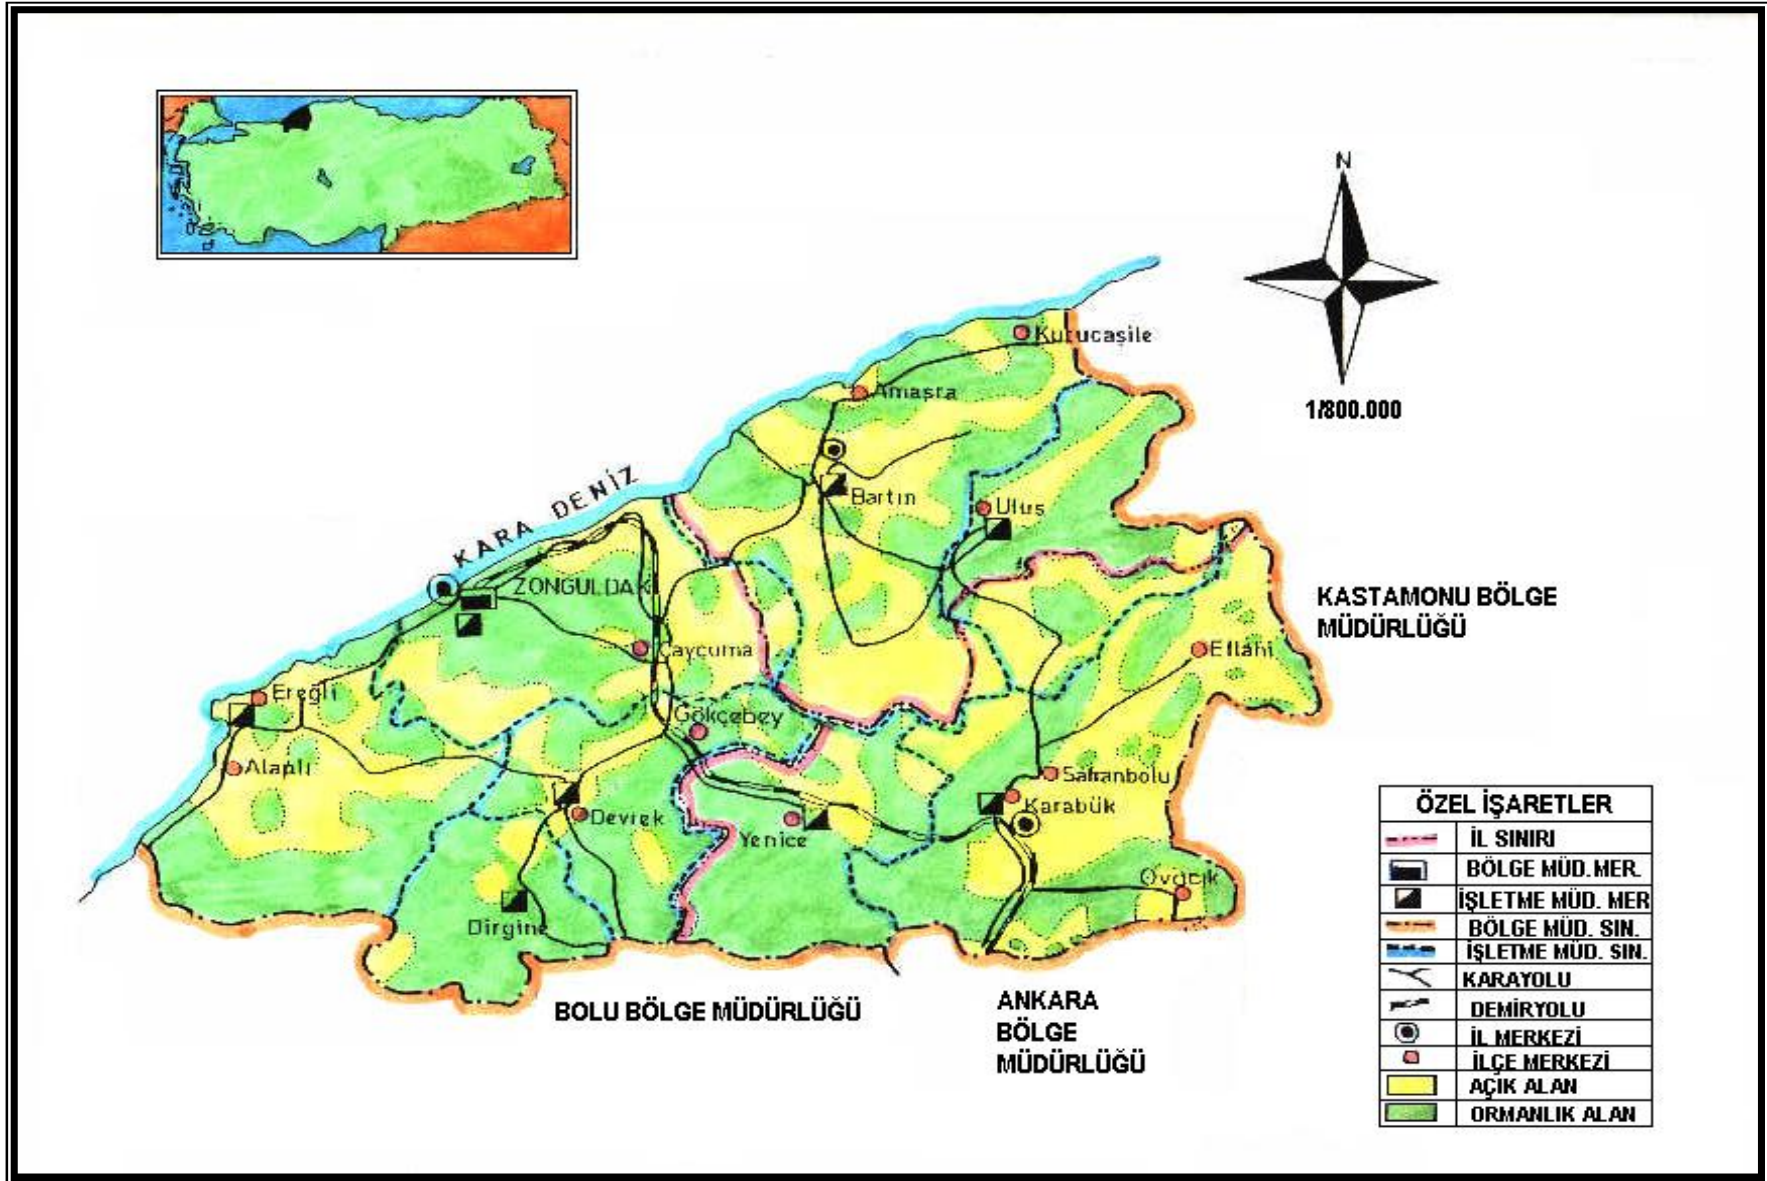 N
1/800.000
Kurucaşile
Amasra
KARA DENİZ
Bartın
Ulus
ZONGULDAK
KASTAMONU BÖLGE
MÜDÜRLÜĞÜ
Çaycuma
Eflani
Ereğli
Gökçebey
Alaplı
Safranbolu
Karabük
Devrek
Yenice
Ovacık
Dirgine
BOLU BÖLGE MÜDÜRLÜĞÜ
ANKARA
BÖLGE
MÜDÜRLÜĞÜ
ÖZEL İŞARETLER
İL SINIRI
BÖLGE MÜD.MER.
İŞLETME MÜD. MER
BÖLGE MÜD. SIN.
İŞLETME MÜD. SIN.
KARAYOLU
DEMİRYOLU
İL MERKEZİ
İLÇE MERKEZİ
AÇIK ALAN
ORMANLIK ALAN